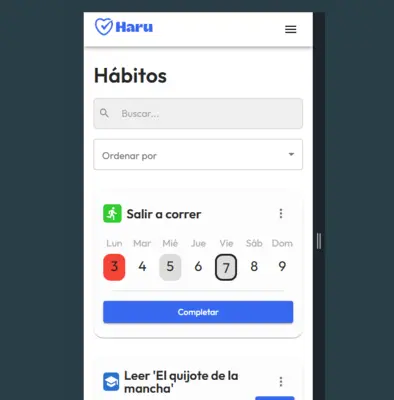 Haru
Hábitos
Buscar...
Ordenar por
Salir a correr
Lun Mar Mié Jue Vie Sáb Dom
3 4 5 6 7 8 9
Completar
Leer 'El quijote de la
mancha'